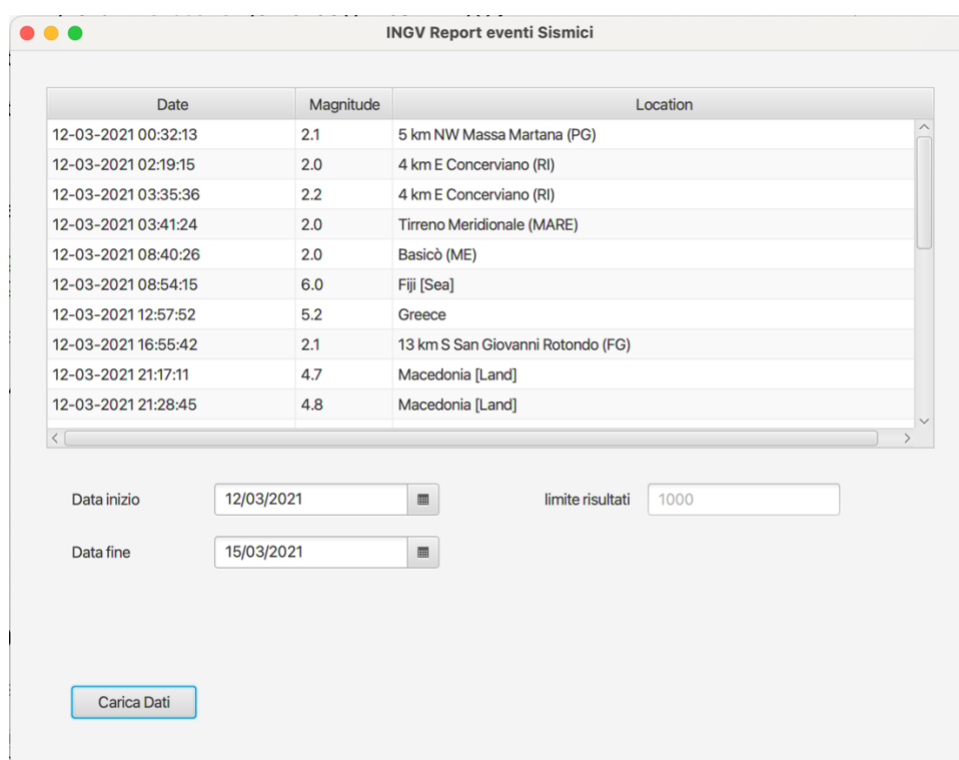 INGV Report eventi Sismici
Date Magnitude Location
12-03-2021 00:32:13 2.1 5 km NW Massa Martana (PG)
12-03-2021 02:19:15 2.0 4 km E Concerviano (RI)
12-03-2021 03:35:36 2.2 4 km E Concerviano (RI)
12-03-2021 03:41:24 2.0 Tirreno Meridionale (MARE)
12-03-2021 08:40:26 2.0 Basicò (ME)
12-03-2021 08:54:15 6.0 Fiji [Sea]
12-03-2021 12:57:52 5.2 Greece
12-03-2021 16:55:42 2.1 13 km S San Giovanni Rotondo (FG)
12-03-2021 21:17:11 4.7 Macedonia [Land]
12-03-2021 21:28:45 4.8 Macedonia [Land]
Data inizio 12/03/2021 limite risultati 1000
Data fine 15/03/2021
Carica Dati